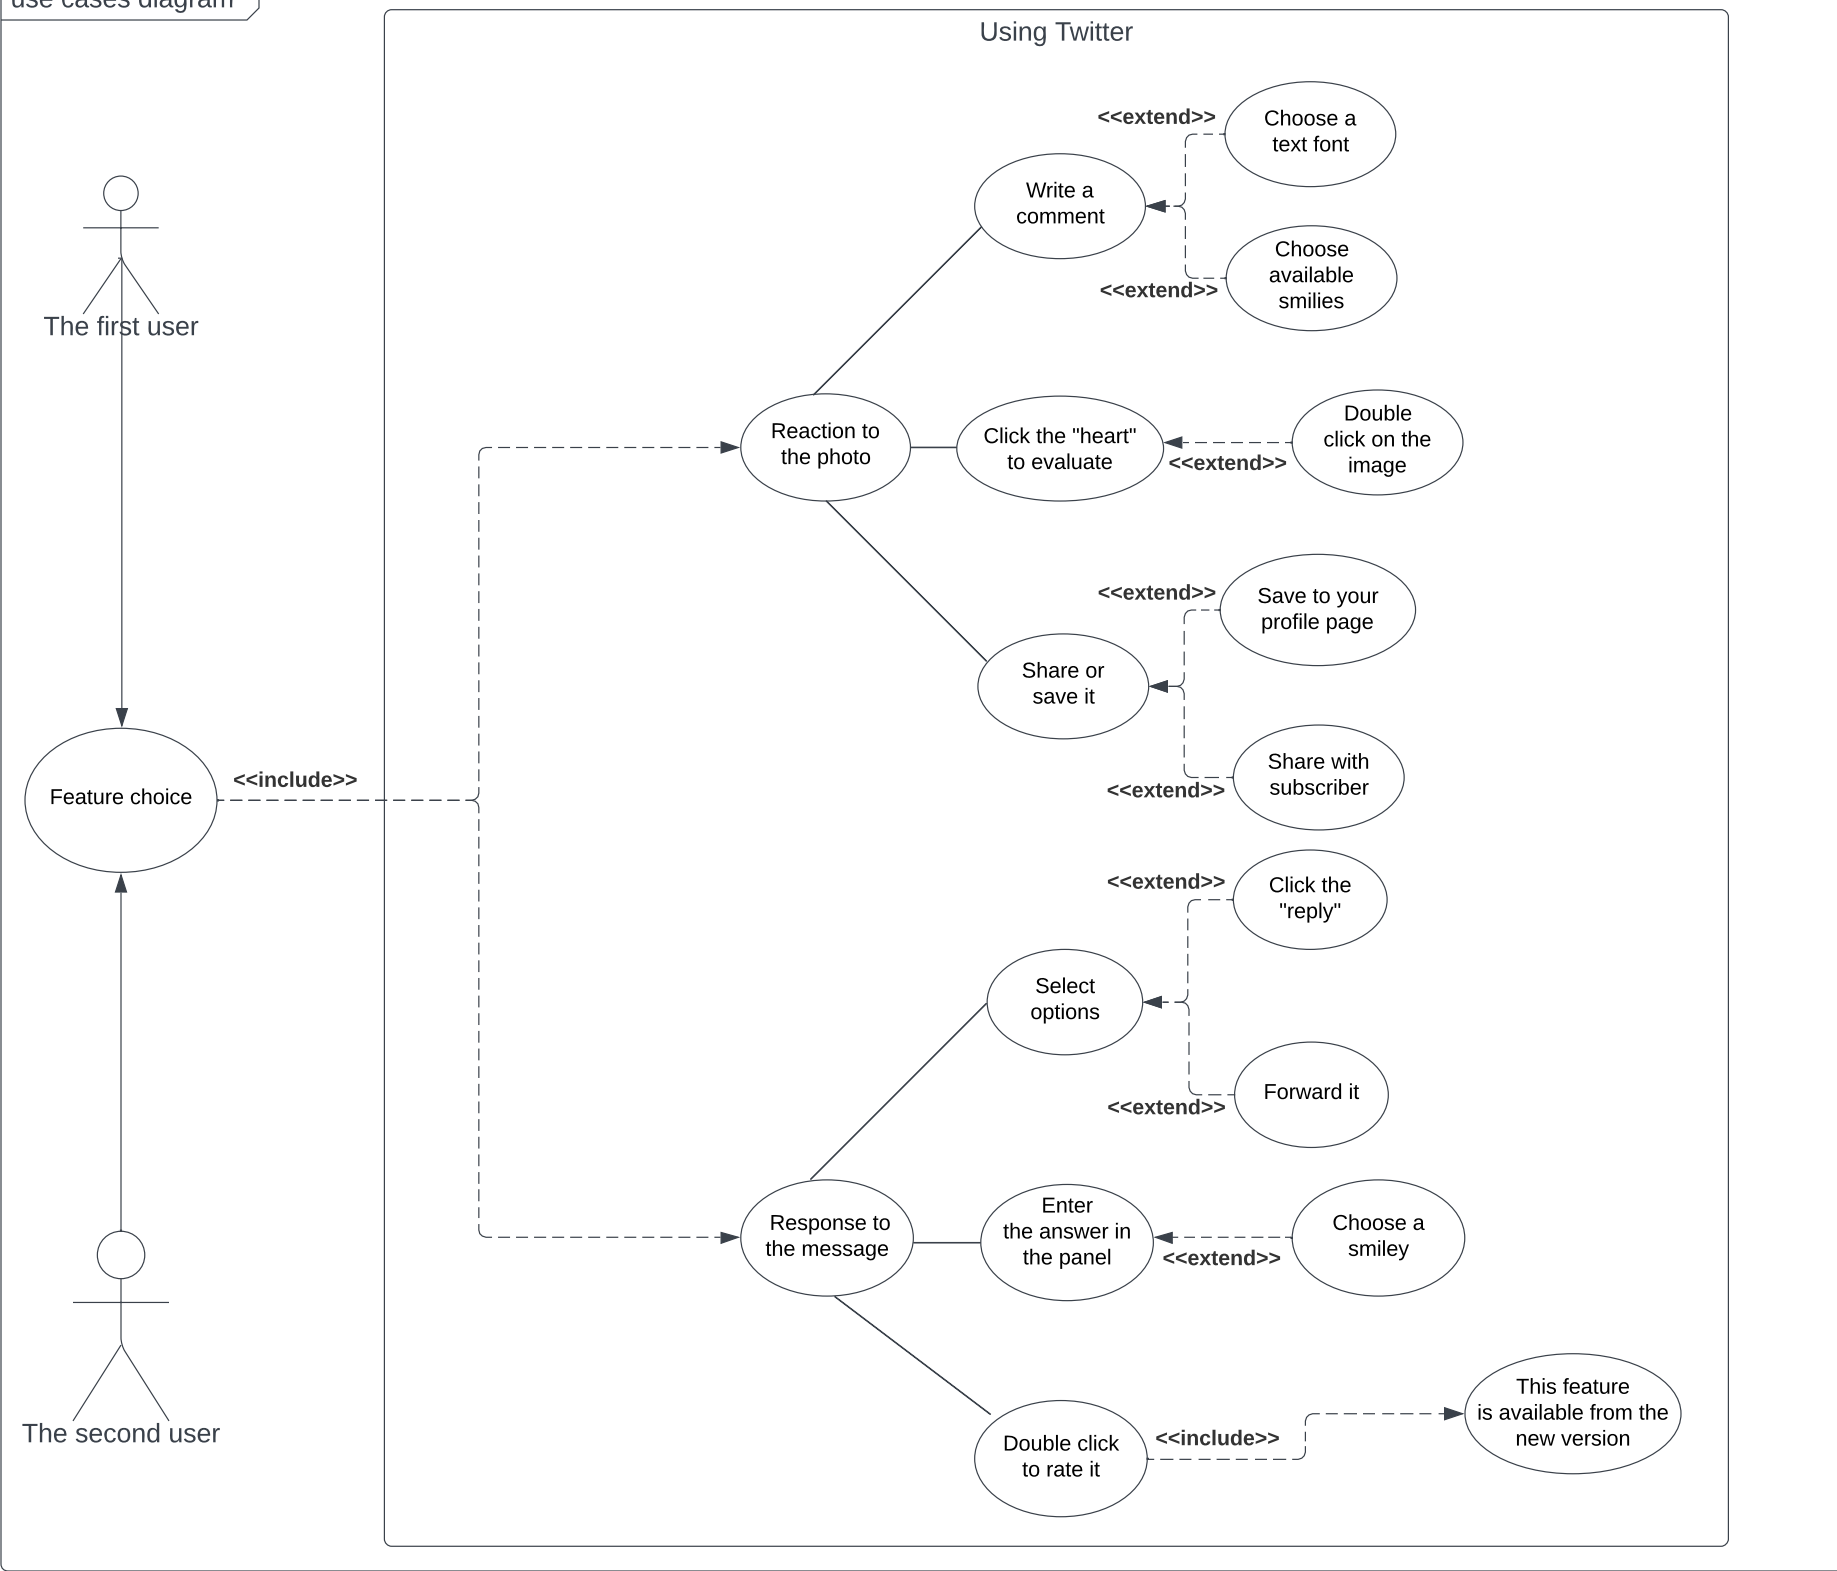 use cases diagram
Using Twitter
<<extend>>
Choose a
text font
Write a
comment
Choose
available
smilies
<<extend>>
The first user
Reaction to
the photo
Click the "heart"
to evaluate
Double
click on the
image
<<extend>>
<<extend>>
Save to your
profile page
Share or
save it
Share with
subscriber
<<extend>>
Feature choice
<<include>>
<<extend>>
Click the
"reply"
Select
options
Forward it
<<extend>>
Response to
the message
Enter
the answer in
the panel
Choose a
smiley
<<extend>>
The second user
Double click
to rate it
<<include>>
This feature
is available from the
new version